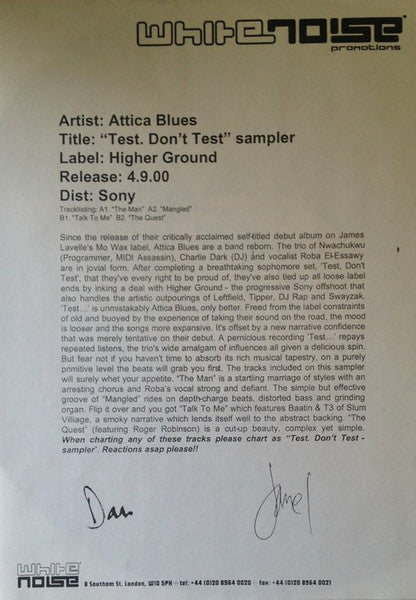 white noise
promotions
Artist: Attica Blues
Title: “Test. Don’t Test” sampler
Label: Higher Ground
Release: 4.9.00
Dist: Sony
Tracklisting: A1. "The Man" A2. "Mangled"
B1. "Talk To Me" B2. "The Quest"
Since the release of their critically acclaimed self-titled debut album on James
Lavelle's Mo Wax label, Attica Blues are a band reborn. The trio of Nwachukwu
(Programmer, MIDI Assassin), Charlie Dark (DJ) and vocalist Roba El-Essawy
are in jovial form. After completing a breathtaking sophomore set, 'Test, Don't
Test', that they've every right to be proud of, they've also tied up all loose label
ends by inking a deal with Higher Ground - the progressive Sony offshoot that
also handles the artistic outpourings of Leftfield, Tipper, DJ Rap and Swayzak.
'Test…' is unmistakably Attica Blues, only better. Freed from the label constraints
of old and buoyed by the experience of taking their sound on the road, the mood
is looser and the songs more expansive. It's offset by a new narrative confidence
that was merely tentative on their debut. A pernicious recording 'Test…' repays
repeated listens, the trio's wide amalgam of influences all given a delicious spin.
But fear not if you haven't time to absorb its rich musical tapestry, on a purely
primitive level the beats will grab you first. The tracks included on this sampler
will surely whet your appetite. "The Man" is a starting marriage of styles with an
arresting chorus and Roba's vocal strong and defiant. The simple but effective
groove of "Mangled" rides on depth-charge beats, distorted bass and grinding
organ. Flip it over and you got "Talk To Me" which features Baatin & T3 of Slum
Villiage, a smoky narrative which lends itself well to the abstract backing. "The
Quest" (featuring Roger Robinson) is a cut-up beauty, complex yet simple.
When charting any of these tracks please chart as “Test. Don’t Test -
sampler”. Reactions asap please!!
Dan
white
noise
8 Southam St, London, W10 5PH - tel: +44 (0)20 8964 0020 - fax: +44 (0)20 8964 0021